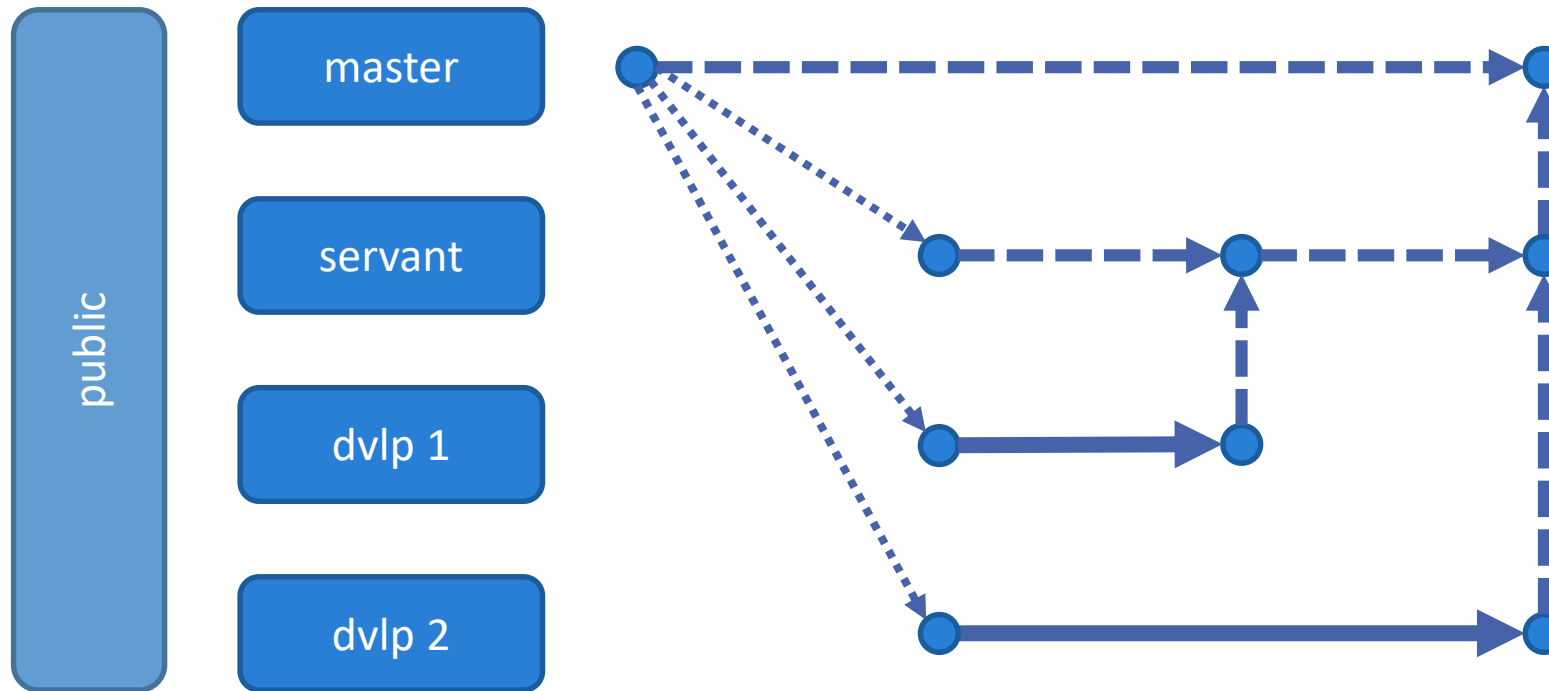 public
master
servant
dvlp 1
dvlp 2